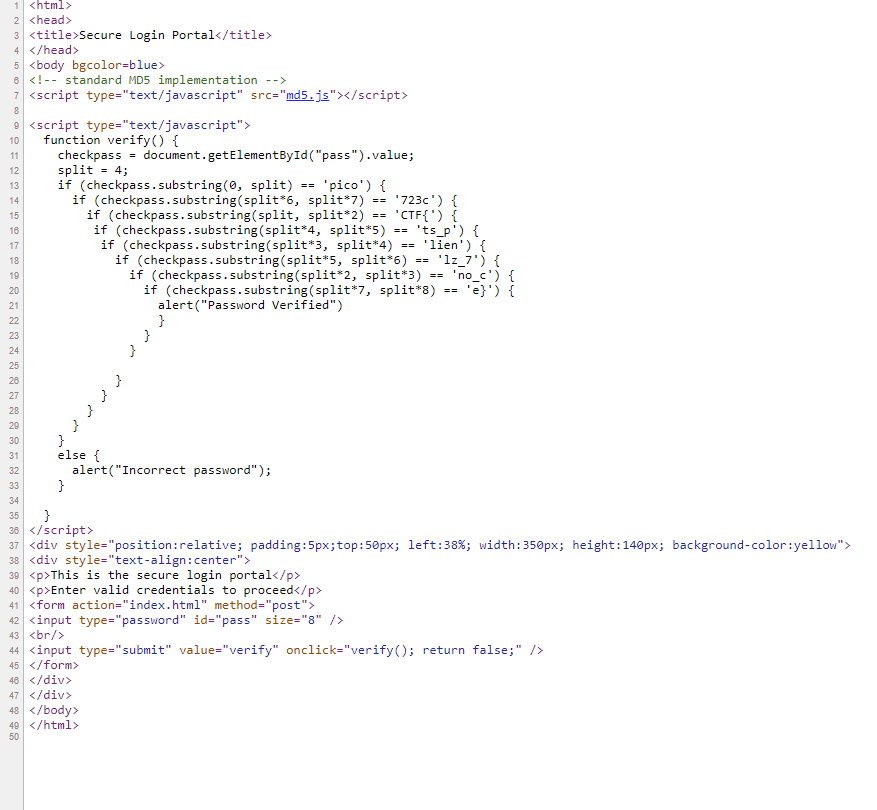 1 <html>
2 <head>
3 <title>Secure Login Portal</title>
4 </head>
5 <body bgcolor=blue>
6 <!-- standard MD5 implementation -->
7 <script type="text/javascript" src="md5.js"></script>
8
9 <script type="text/javascript">
10 function verify() {
11 checkpass = document.getElementById("pass").value;
12 split = 4;
13 if (checkpass.substring(0, split) == 'pico') {
14 if (checkpass.substring(split*6, split*7) == '723c') {
15 if (checkpass.substring(split, split*2) == 'CTF{') {
16 if (checkpass.substring(split*4, split*5) == 'ts_p') {
17 if (checkpass.substring(split*3, split*4) == 'lien') {
18 if (checkpass.substring(split*5, split*6) == 'lz_7') {
19 if (checkpass.substring(split*2, split*3) == 'no_c') {
20 if (checkpass.substring(split*7, split*8) == 'e}') {
21 alert("Password Verified")
22 }
23 }
24 }
25
26 }
27 }
28 }
29 }
30 }
31 else {
32 alert("Incorrect password");
33 }
34
35 }
36 </script>
37 <div style="position:relative; padding:5px;top:50px; left:38%; width:350px; height:140px; background-color:yellow">
38 <div style="text-align:center">
39 <p>This is the secure login portal</p>
40 <p>Enter valid credentials to proceed</p>
41 <form action="index.html" method="post">
42 <input type="password" id="pass" size="8" />
43 <br/>
44 <input type="submit" value="verify" onclick="verify(); return false;" />
45 </form>
46 </div>
47 </div>
48 </body>
49 </html>
50